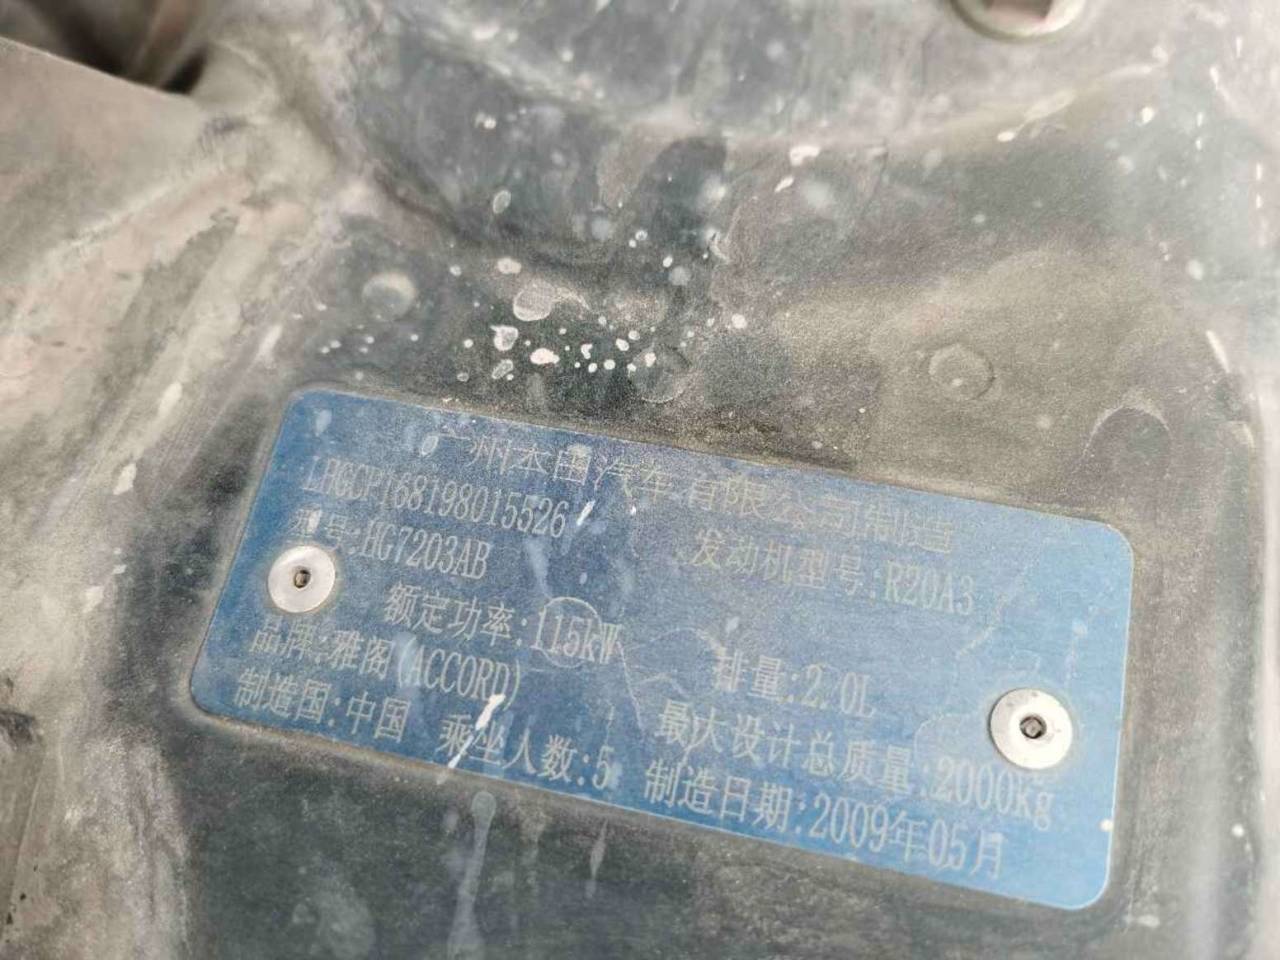 广州本田汽车有限公司制造
LHGCP168198015526
型号:HG7203AB 发动机型号:R20A3
额定功率:115kW 排量:2.0L
品牌:雅阁(ACCORD) 最大设计总质量:2000kg
制造国:中国 乘坐人数:5 制造日期:2009年05月